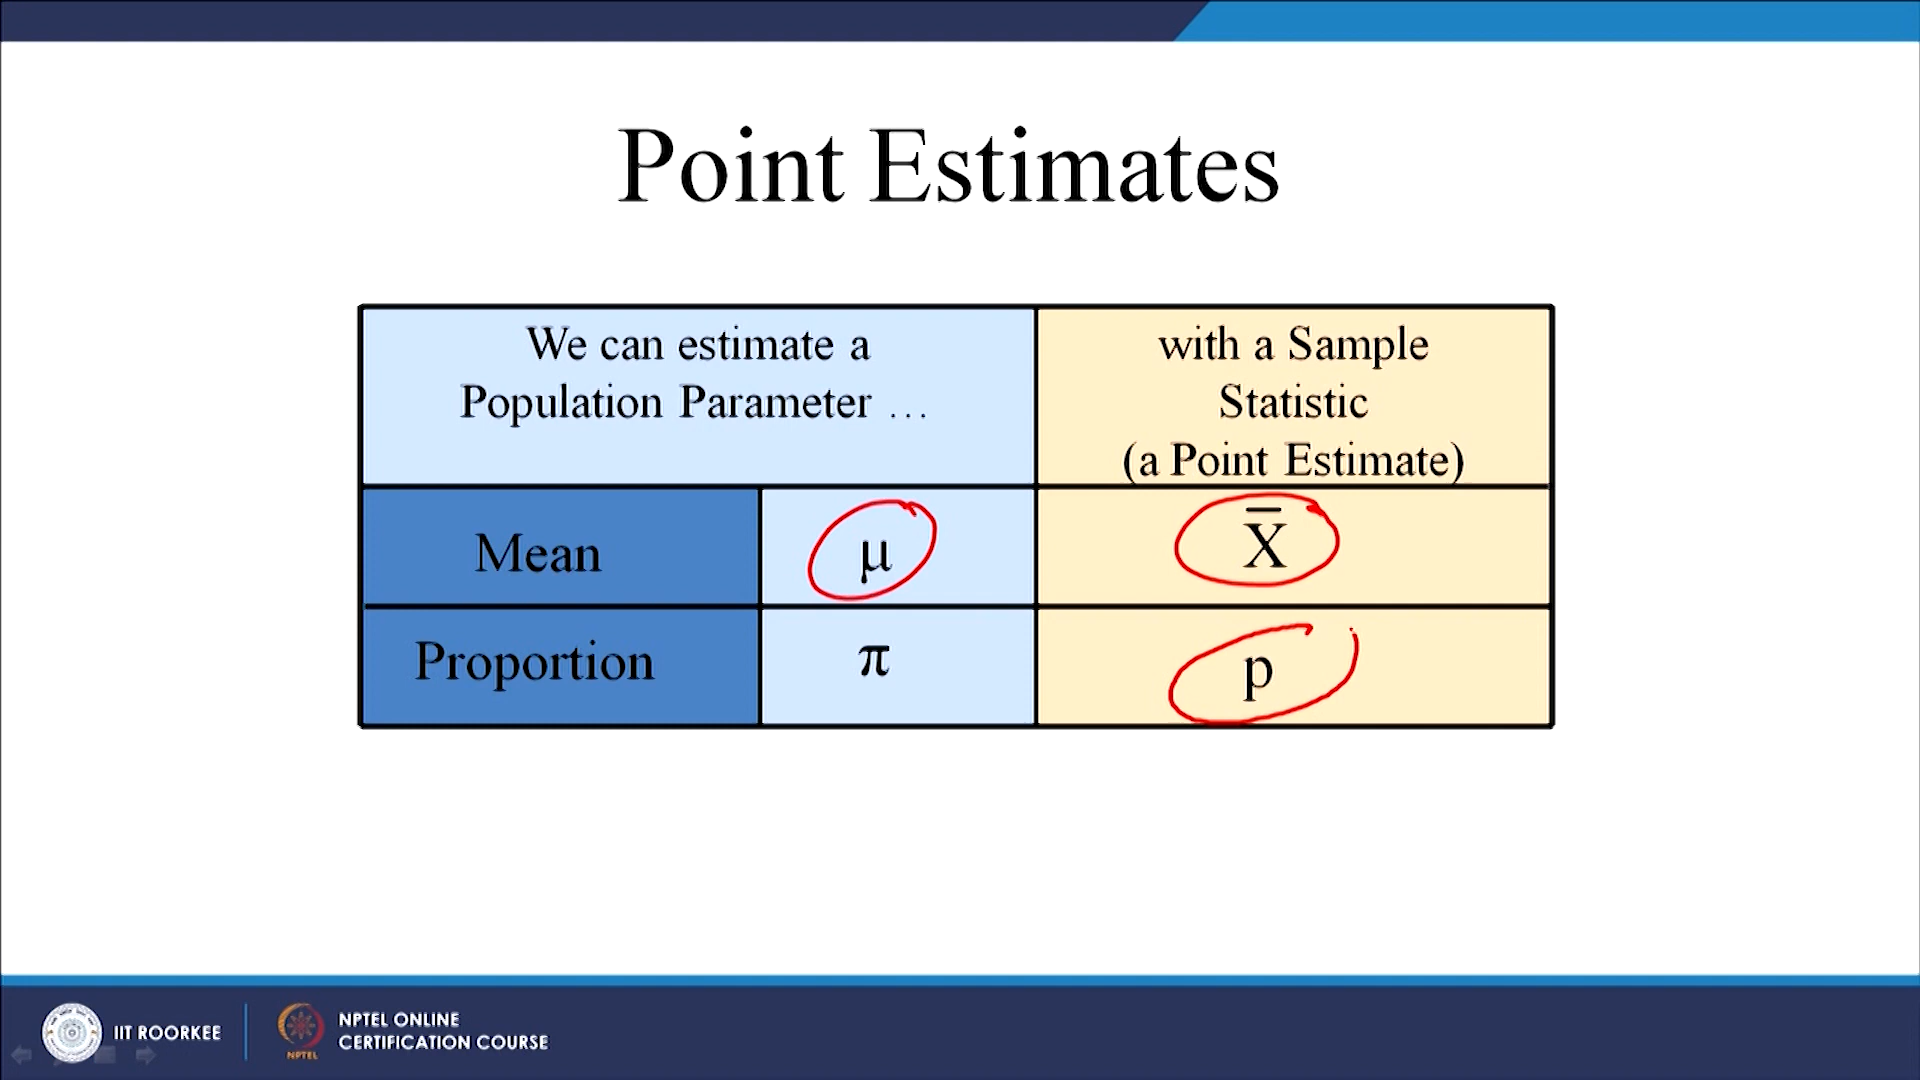 Point Estimates
We can estimate a
Population Parameter ...
with a Sample
Statistic
(a Point Estimate)
Mean μ X̄
Proportion π p
IIT ROORKEE
NPTEL
NPTEL ONLINE
CERTIFICATION COURSE